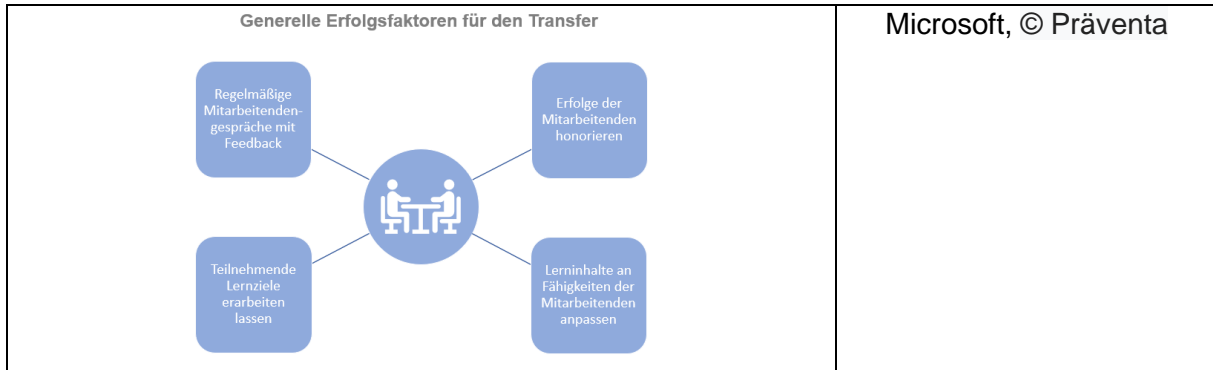 Generelle Erfolgsfaktoren für den Transfer
Microsoft, © Präventa
Regelmäßige
Mitarbeitenden-
gespräche mit
Feedback
Erfolge der
Mitarbeitenden
honorieren
Teilnehmende
Lernziele
erarbeiten
lassen
Lerninhalte an
Fähigkeiten der
Mitarbeitenden
anpassen